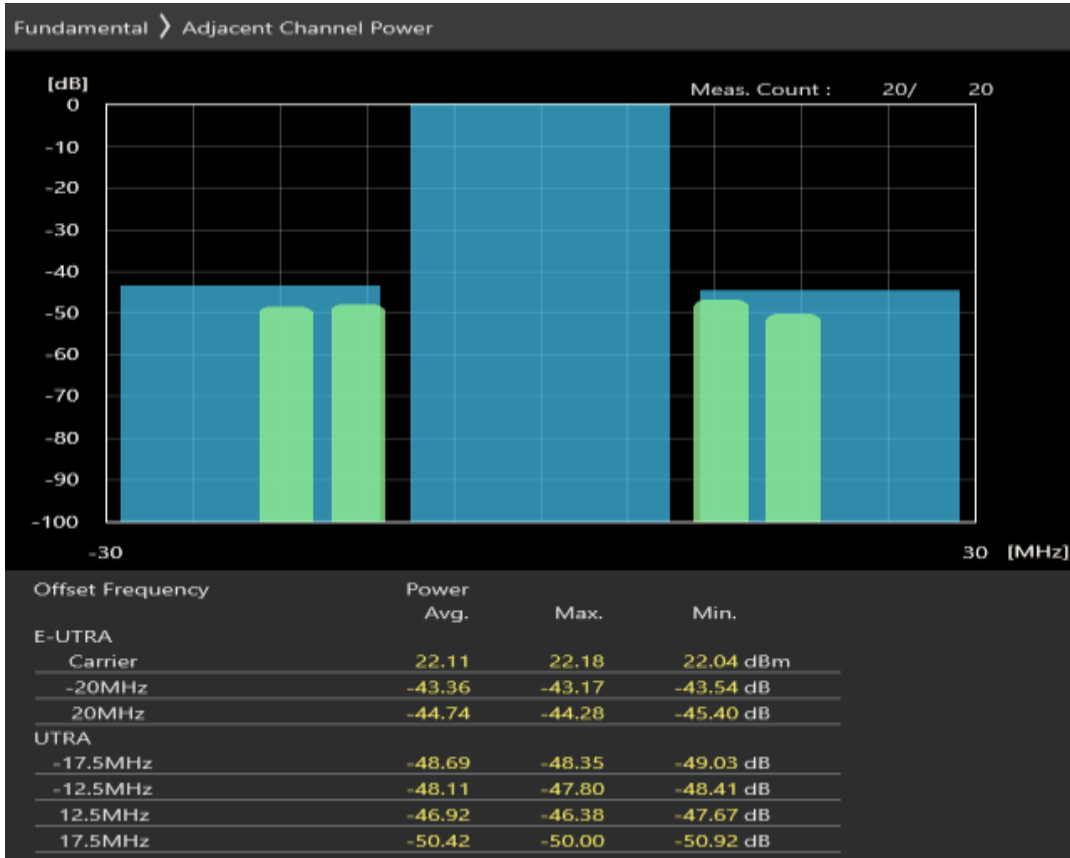 Fundamental 〉 Adjacent Channel Power
[dB]
Meas. Count : 20/ 20
0
-10
-20
-30
-40
-50
-60
-70
-80
-90
-100
-30 30 [MHz]
Offset Frequency Power
Avg. Max. Min.
E-UTRA
Carrier 22.11 22.18 22.04 dBm
-20MHz -43.36 -43.17 -43.54 dB
20MHz -44.74 -44.28 -45.40 dB
UTRA
-17.5MHz -48.69 -48.35 -49.03 dB
-12.5MHz -48.11 -47.80 -48.41 dB
12.5MHz -46.92 -46.38 -47.67 dB
17.5MHz -50.42 -50.00 -50.92 dB